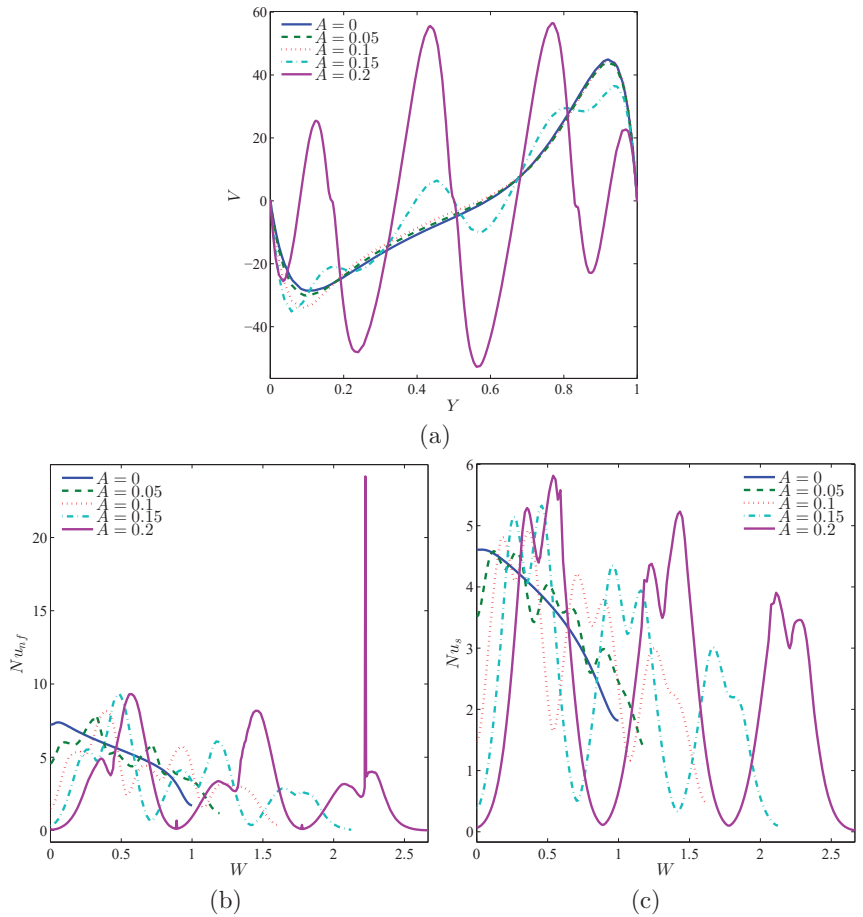 60
40
20
0
−20
−40
V
A = 0
A = 0.05
A = 0.1
A = 0.15
A = 0.2
0
0.2
0.4
0.6
0.8
1
Y
(a)
20
15
10
5
0
Nu_nf
A = 0
A = 0.05
A = 0.1
A = 0.15
A = 0.2
0
0.5
1
1.5
2
2.5
W
(b)
6
5
4
3
2
1
0
Nu_s
A = 0
A = 0.05
A = 0.1
A = 0.15
A = 0.2
0
0.5
1
1.5
2
2.5
W
(c)